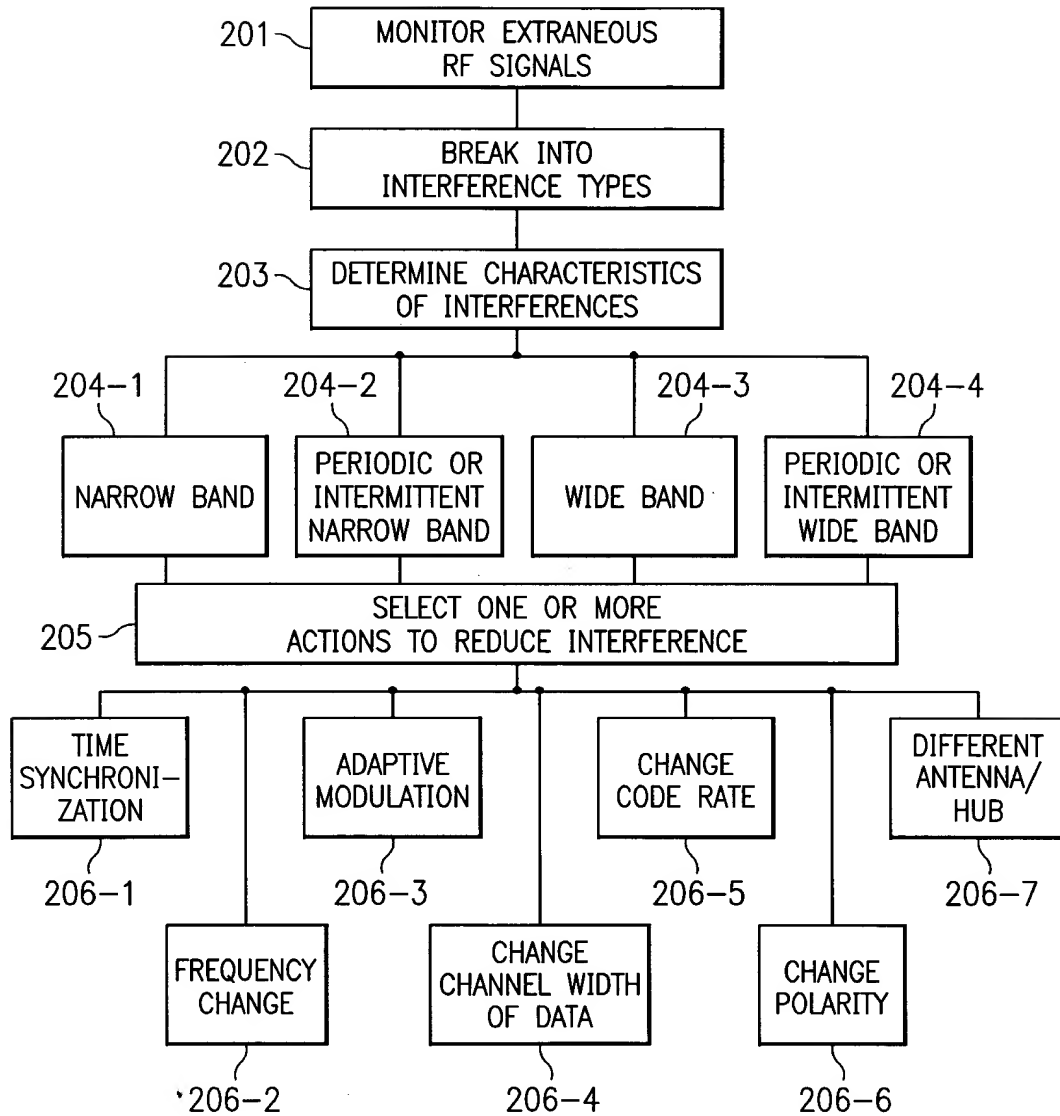 201
MONITOR EXTRANEOUS
RF SIGNALS
202
BREAK INTO
INTERFERENCE TYPES
203
DETERMINE CHARACTERISTICS
OF INTERFERENCES
204-1
204-2
204-3
204-4
NARROW BAND
PERIODIC OR
INTERMITTENT
NARROW BAND
WIDE BAND
PERIODIC OR
INTERMITTENT
WIDE BAND
205
SELECT ONE OR MORE
ACTIONS TO REDUCE INTERFERENCE
TIME
SYNCHRONI-
ZATION
ADAPTIVE
MODULATION
CHANGE
CODE RATE
DIFFERENT
ANTENNA/
HUB
206-1
206-3
206-5
206-7
FREQUENCY
CHANGE
CHANGE
CHANNEL WIDTH
OF DATA
CHANGE
POLARITY
206-2
206-4
206-6